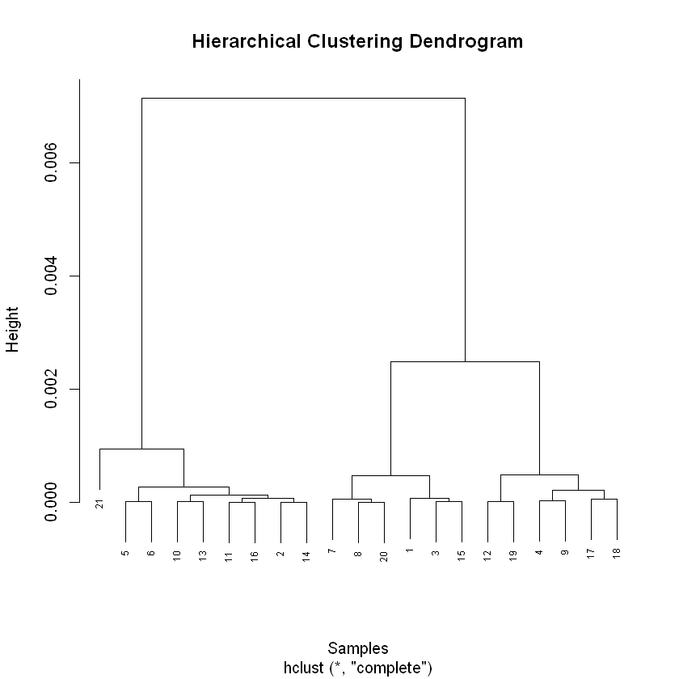 Hierarchical Clustering Dendrogram
Height
0.006
0.004
0.002
0.000
21
5 6 10 13 11 16 2 14 7 8 20 1 3 15 12 19 4 9 17 18
Samples
hclust (*, "complete")